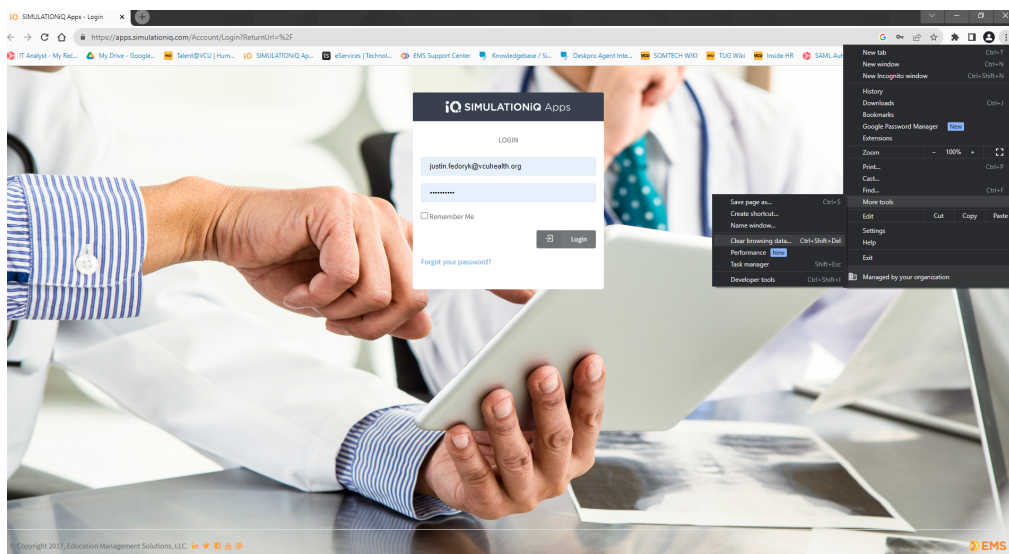 iQ SIMULATIONiQ Apps - Login
https://apps.simulationiq.com/Account/Login?ReturnUrl=%2F
IT Analyst - My Rec...
My Drive - Google...
Talent@VCU | Hum...
SIMULATIONiQ Ap...
eServices | Technol...
EMS Support Center
Knowledgebase / Si...
Deskpro Agent Inte...
SOMTECH WIKI
TUG Wiki
Inside HR
SAML Aut
New tab Ctrl+T
New window Ctrl+N
New Incognito window Ctrl+Shift+N
History
Downloads Ctrl+J
Bookmarks
Google Password Manager New
Extensions
Zoom - 100% +
Print... Ctrl+P
Cast...
Find... Ctrl+F
More tools
Edit Cut Copy Paste
Settings
Help
Exit
Managed by your organization
Save page as... Ctrl+S
Create shortcut...
Name window...
Clear browsing data... Ctrl+Shift+Del
Performance New
Task manager Shift+Esc
Developer tools Ctrl+Shift+I
iQ SIMULATIONiQ Apps
LOGIN
justin.fedoryk@vcuhealth.org
Remember Me
Login
Forgot your password?
© Copyright 2017, Education Management Solutions, LLC.
EMS